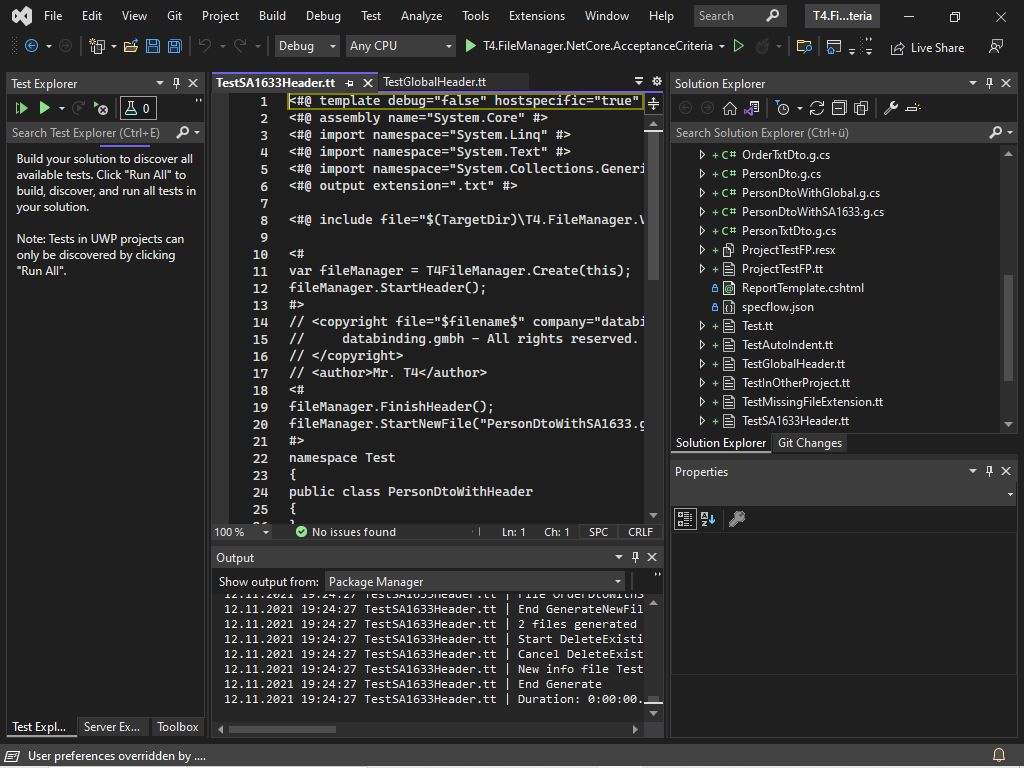 File Edit View Git Project Build Debug Test Analyze Tools Extensions Window Help Search T4.Fi...teria
Debug Any CPU T4.FileManager.NetCore.AcceptanceCriteria Live Share
Test Explorer
0
Search Test Explorer (Ctrl+E)
Build your solution to discover all
available tests. Click "Run All" to
build, discover, and run all tests in
your solution.
Note: Tests in UWP projects can
only be discovered by clicking
"Run All".
Test Expl... Server Ex... Toolbox
TestSA1633Header.tt TestGlobalHeader.tt
1 <#@ template debug="false" hostspecific="true"
2 <#@ assembly name="System.Core" #>
3 <#@ import namespace="System.Linq" #>
4 <#@ import namespace="System.Text" #>
5 <#@ import namespace="System.Collections.Generi
6 <#@ output extension=".txt" #>
7
8 <#@ include file="$(TargetDir)\T4.FileManager.V
9
10 <#
11 var fileManager = T4FileManager.Create(this);
12 fileManager.StartHeader();
13 #>
14 // <copyright file="$filename$" company="databi
15 //     databinding.gmbh - All rights reserved.
16 // </copyright>
17 // <author>Mr. T4</author>
18 <#
19 fileManager.FinishHeader();
20 fileManager.StartNewFile("PersonDtoWithSA1633.g
21 #>
22 namespace Test
23 {
24 public class PersonDtoWithHeader
25 {
100 % No issues found Ln: 1 Ch: 1 SPC CRLF
Output
Show output from: Package Manager
12.11.2021 19:24:27 TestSA1633Header.tt | File OrderDtoWithS
12.11.2021 19:24:27 TestSA1633Header.tt | End GenerateNewFil
12.11.2021 19:24:27 TestSA1633Header.tt | 2 files generated
12.11.2021 19:24:27 TestSA1633Header.tt | Start DeleteExisti
12.11.2021 19:24:27 TestSA1633Header.tt | Cancel DeleteExist
12.11.2021 19:24:27 TestSA1633Header.tt | New info file Test
12.11.2021 19:24:27 TestSA1633Header.tt | End Generate
12.11.2021 19:24:27 TestSA1633Header.tt | Duration: 0:00:00.
Solution Explorer
Search Solution Explorer (Ctrl+ü)
C# OrderTxtDto.g.cs
C# PersonDto.g.cs
C# PersonDtoWithGlobal.g.cs
C# PersonDtoWithSA1633.g.cs
C# PersonTxtDto.g.cs
ProjectTestFP.resx
ProjectTestFP.tt
ReportTemplate.cshtml
specflow.json
Test.tt
TestAutoIndent.tt
TestGlobalHeader.tt
TestInOtherProject.tt
TestMissingFileExtension.tt
TestSA1633Header.tt
Solution Explorer Git Changes
Properties
User preferences overridden by ....